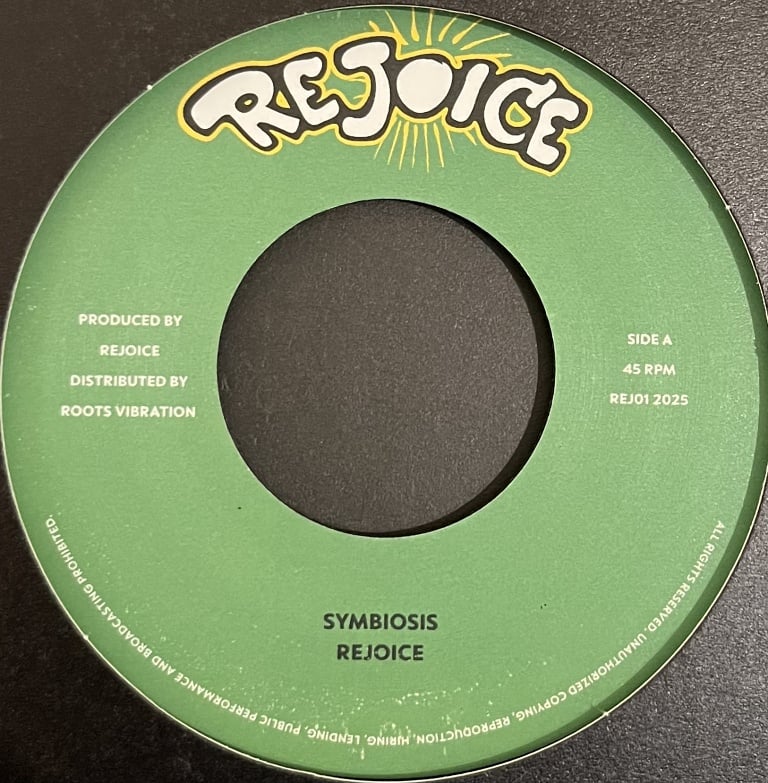 REJOICE
PRODUCED BY
REJOICE
DISTRIBUTED BY
ROOTS VIBRATION
SIDE A
45 RPM
REJ01 2025
SYMBIOSIS
REJOICE
ALL RIGHTS RESERVED. UNAUTHORIZED COPYING, REPRODUCTION, HIRING, LENDING, PUBLIC PERFORMANCE AND BROADCASTING PROHIBITED.